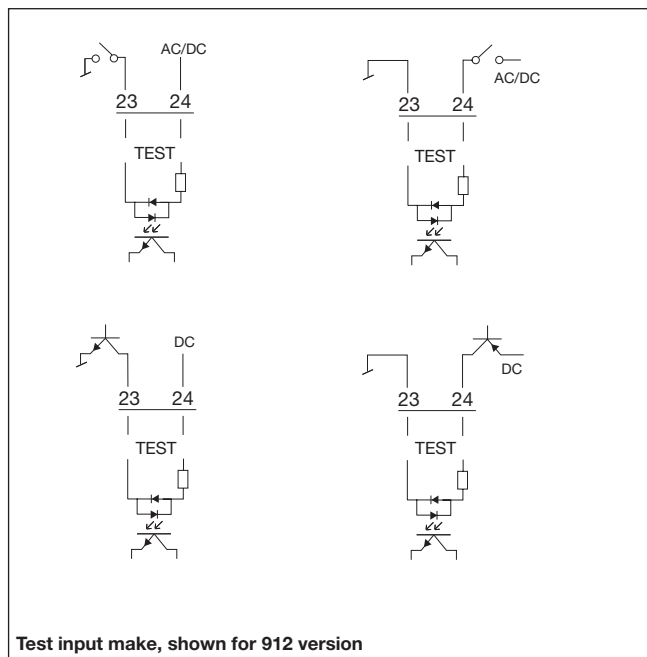 AC/DC
23 24
TEST
AC/DC
23 24
TEST
DC
23 24
TEST
DC
23 24
TEST
Test input make, shown for 912 version